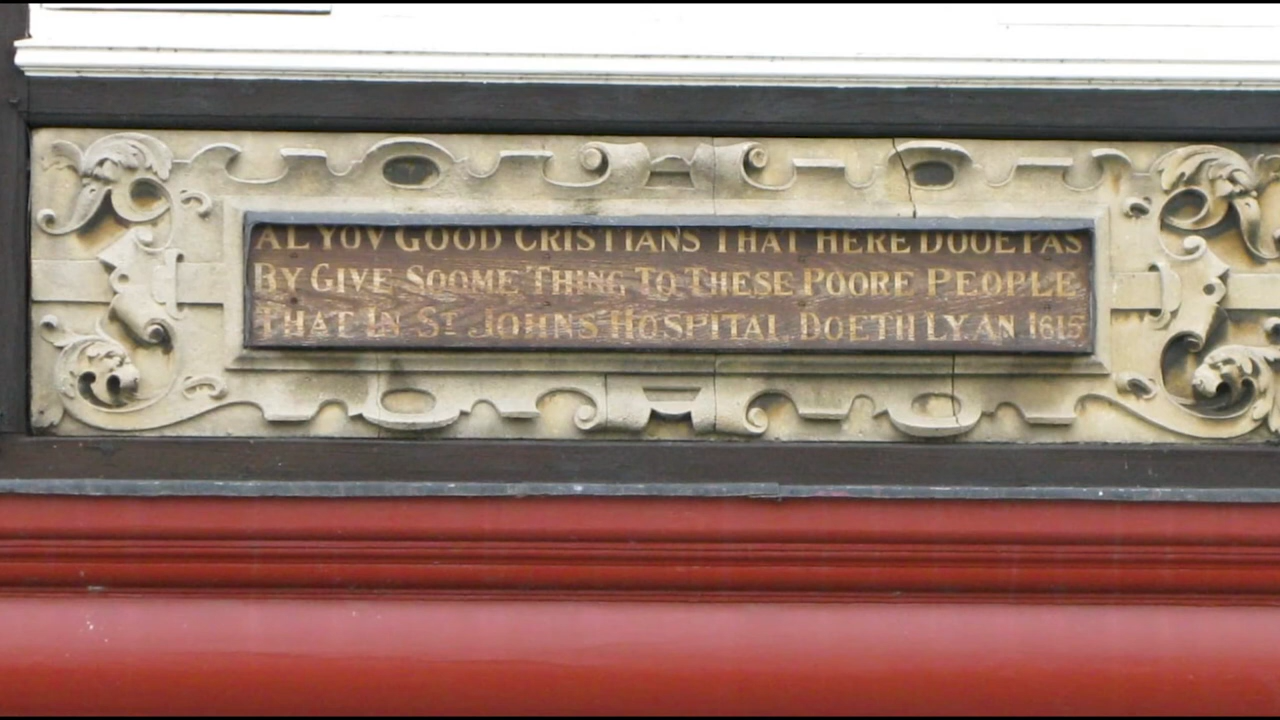 AL YOV GOOD CRISTIANS THAT HERE DOOE PAS
BY GIVE SOOME THING TO THESE POORE PEOPLE
THAT IN ST JOHNS HOSPITAL DOETH LY. AN 1615